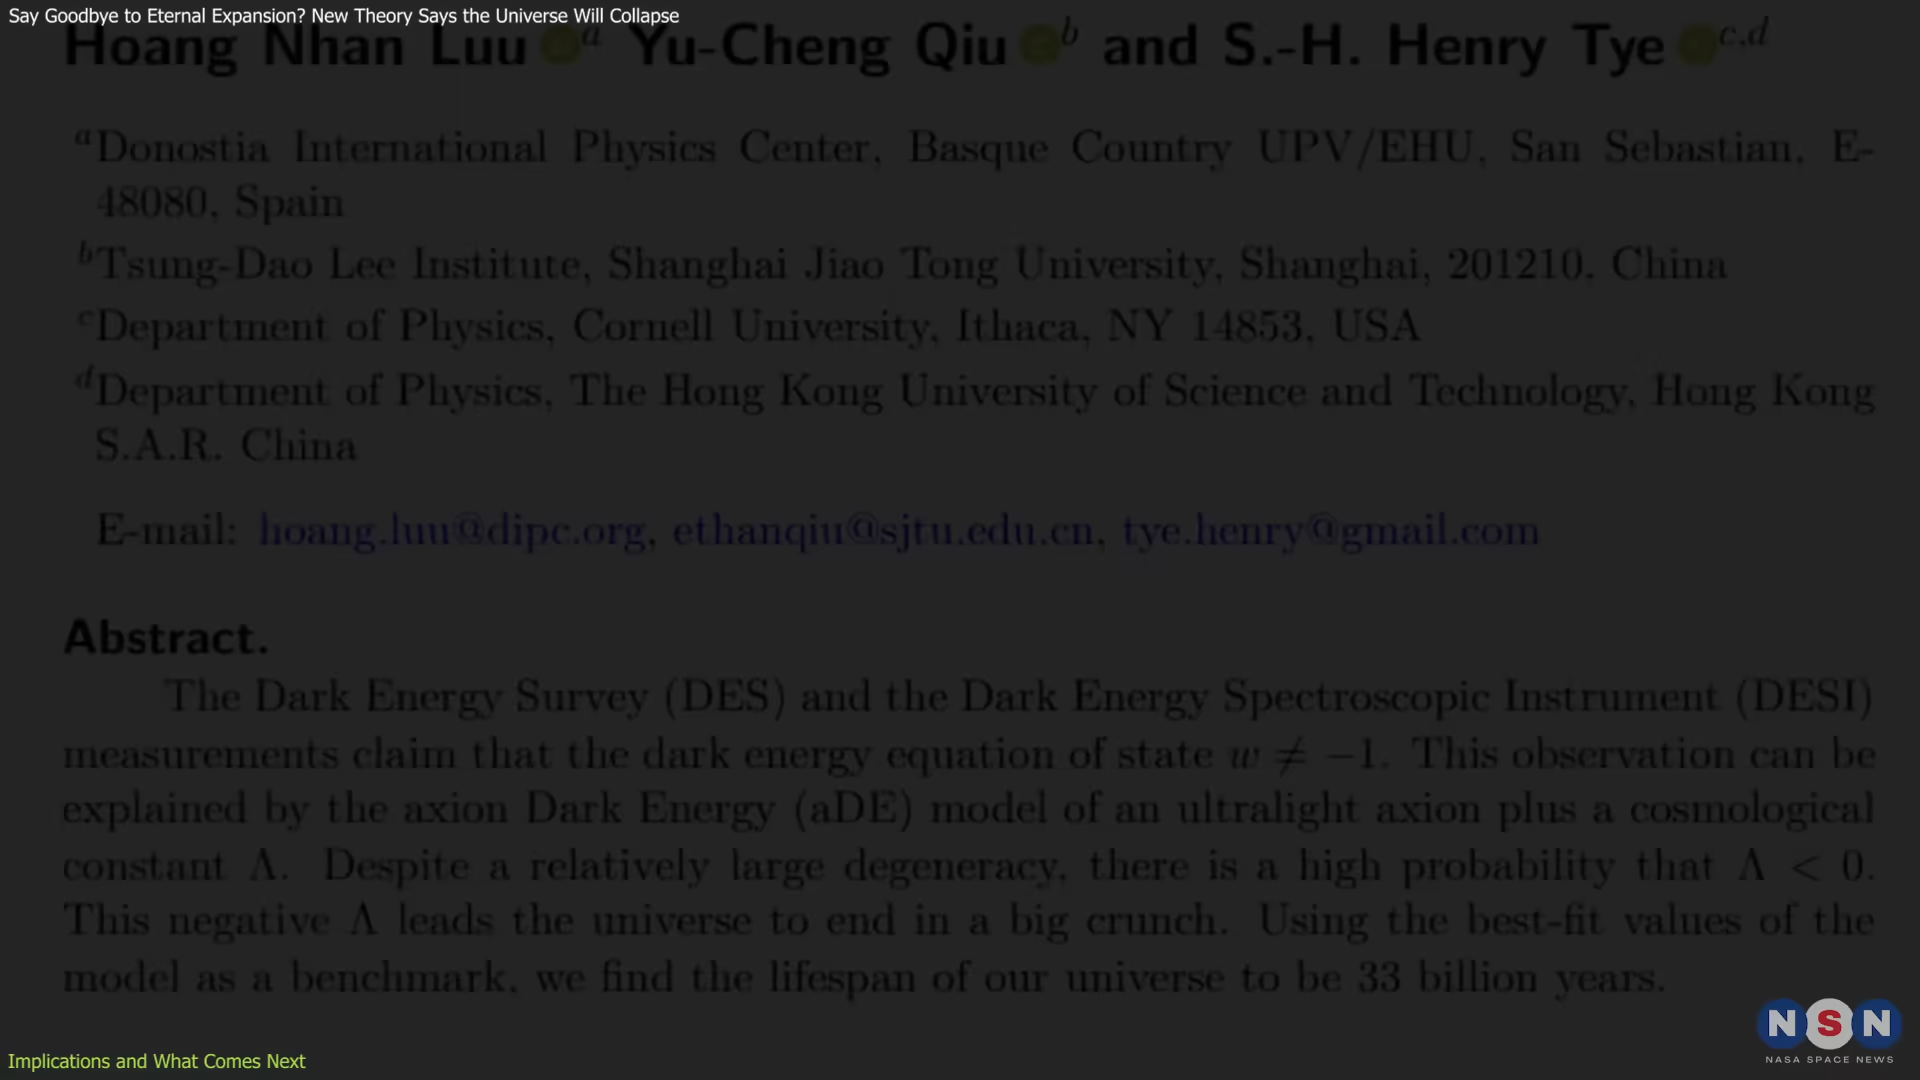 Say Goodbye to Eternal Expansion? New Theory Says the Universe Will Collapse
Hoang Nhan Luu a Yu-Cheng Qiu b and S.-H. Henry Tye c,d
a Donostia International Physics Center, Basque Country UPV/EHU, San Sebastian, E-
48080, Spain
b Tsung-Dao Lee Institute, Shanghai Jiao Tong University, Shanghai, 201210, China
c Department of Physics, Cornell University, Ithaca, NY 14853, USA
d Department of Physics, The Hong Kong University of Science and Technology, Hong Kong
S.A.R. China
E-mail: hoang.luu@dipc.org, ethanqiu@sjtu.edu.cn, tye.henry@gmail.com
Abstract.
The Dark Energy Survey (DES) and the Dark Energy Spectroscopic Instrument (DESI)
measurements claim that the dark energy equation of state w ≠ −1. This observation can be
explained by the axion Dark Energy (aDE) model of an ultralight axion plus a cosmological
constant Λ. Despite a relatively large degeneracy, there is a high probability that Λ < 0.
This negative Λ leads the universe to end in a big crunch. Using the best-fit values of the
model as a benchmark, we find the lifespan of our universe to be 33 billion years.
NSN
NASA SPACE NEWS
Implications and What Comes Next